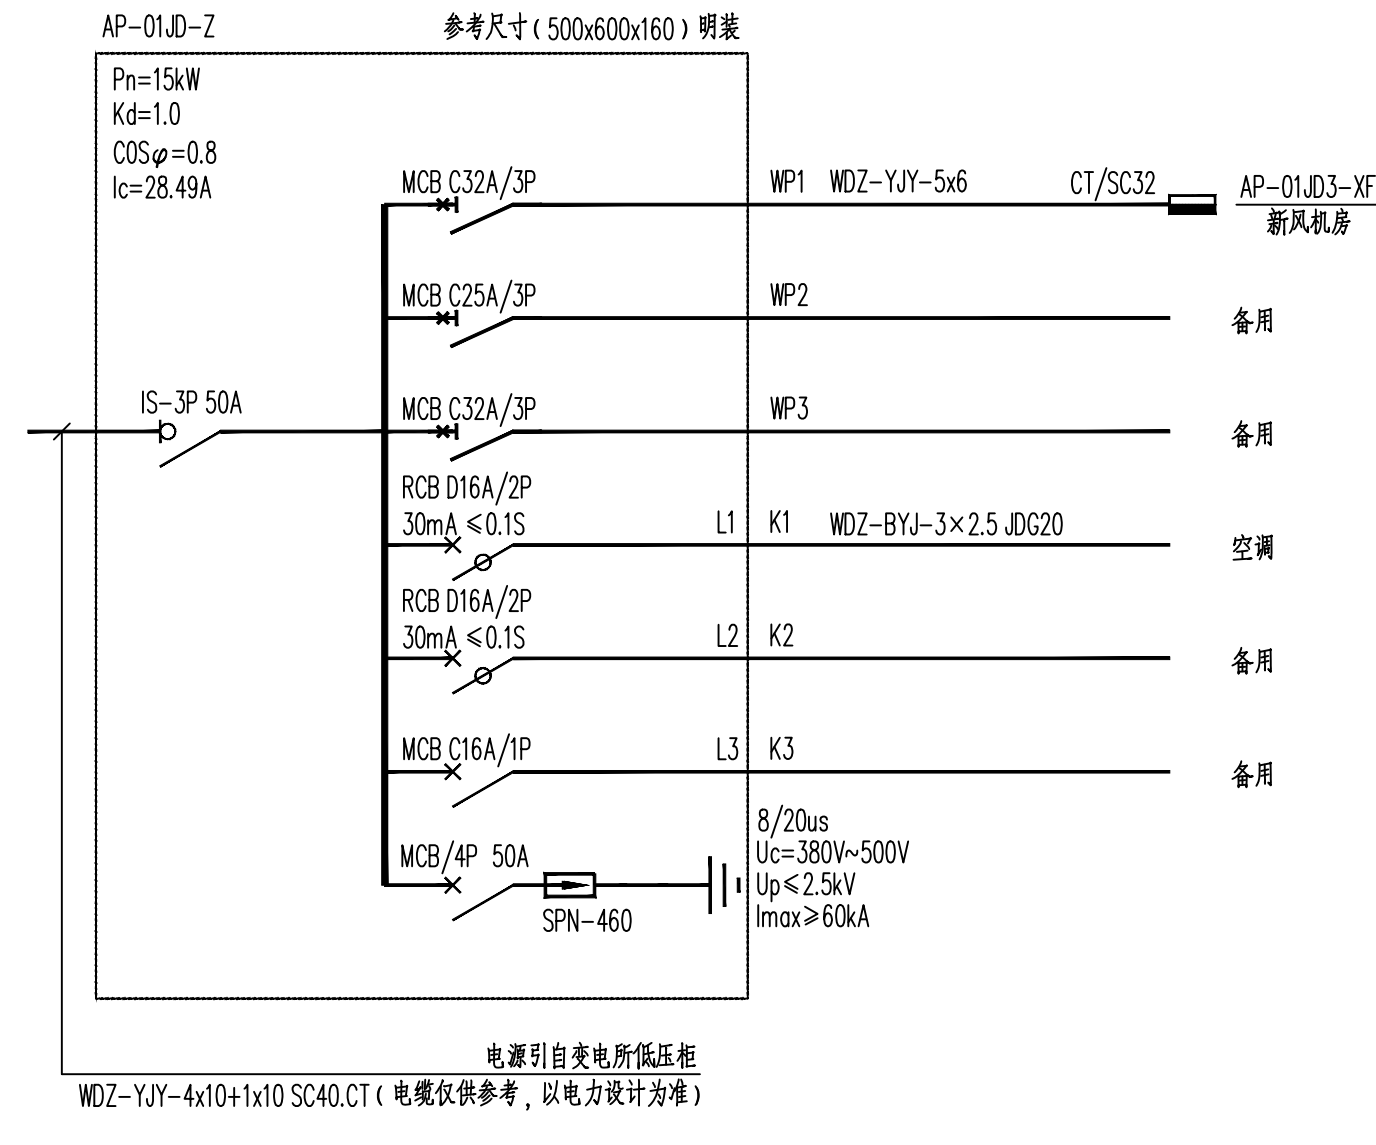 AP-01JD-Z
参考尺寸(500x600x160)明装
Pn=15kW
Kd=1.0
COSφ=0.8
Ic=28.49A
MCB C32A/3P
WP1
WDZ-YJY-5x6
CT/SC32
AP-01JD3-XF
新风机房
MCB C25A/3P
WP2
备用
IS-3P 50A
MCB C32A/3P
WP3
备用
RCB D16A/2P
30mA ≤0.1S
L1
K1
WDZ-BYJ-3×2.5 JDG20
空调
RCB D16A/2P
30mA ≤0.1S
L2
K2
备用
MCB C16A/1P
L3
K3
备用
MCB/4P 50A
SPN-460
8/20us
Uc=380V~500V
Up≤2.5kV
Imax≥60kA
电源引自变电所低压柜
WDZ-YJY-4x10+1x10 SC40.CT(电缆仅供参考,以电力设计为准)